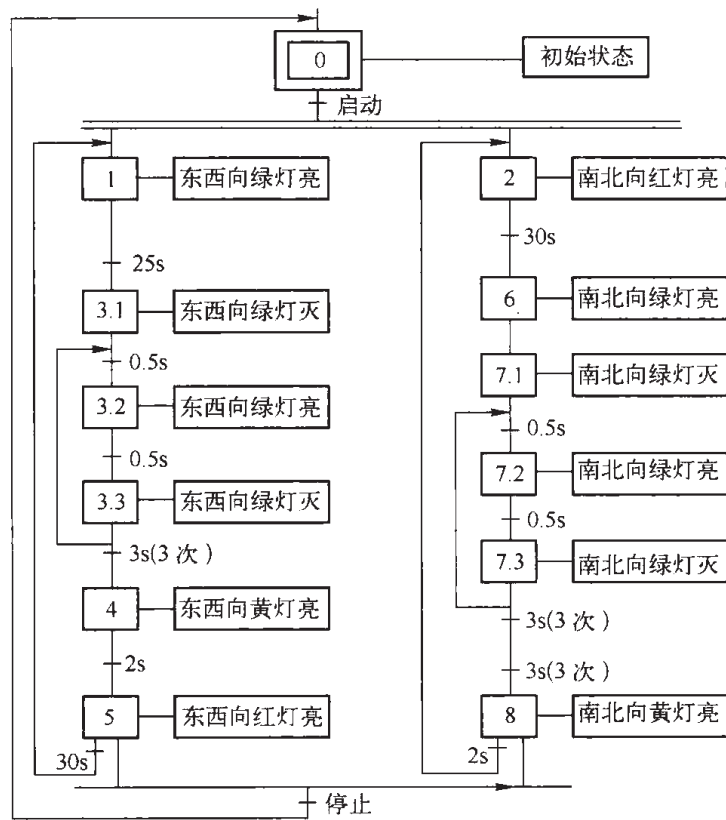 0
初始状态
启动
1
东西向绿灯亮
2
南北向红灯亮
25s
30s
3.1
东西向绿灯灭
6
南北向绿灯亮
0.5s
7.1
南北向绿灯灭
3.2
东西向绿灯亮
0.5s
0.5s
7.2
南北向绿灯亮
3.3
东西向绿灯灭
0.5s
3s(3 次)
7.3
南北向绿灯灭
4
东西向黄灯亮
3s(3 次)
2s
3s(3 次)
5
东西向红灯亮
8
南北向黄灯亮
30s
2s
停止